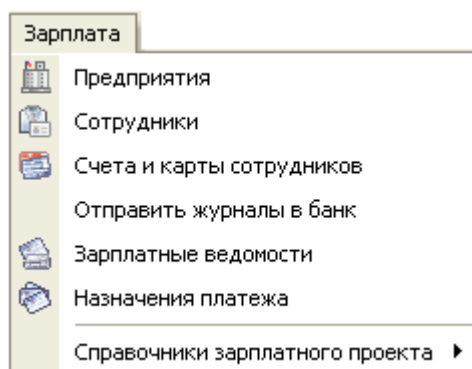 Зарплата
Предприятия
Сотрудники
Счета и карты сотрудников
Отправить журналы в банк
Зарплатные ведомости
Назначения платежа
Справочники зарплатного проекта